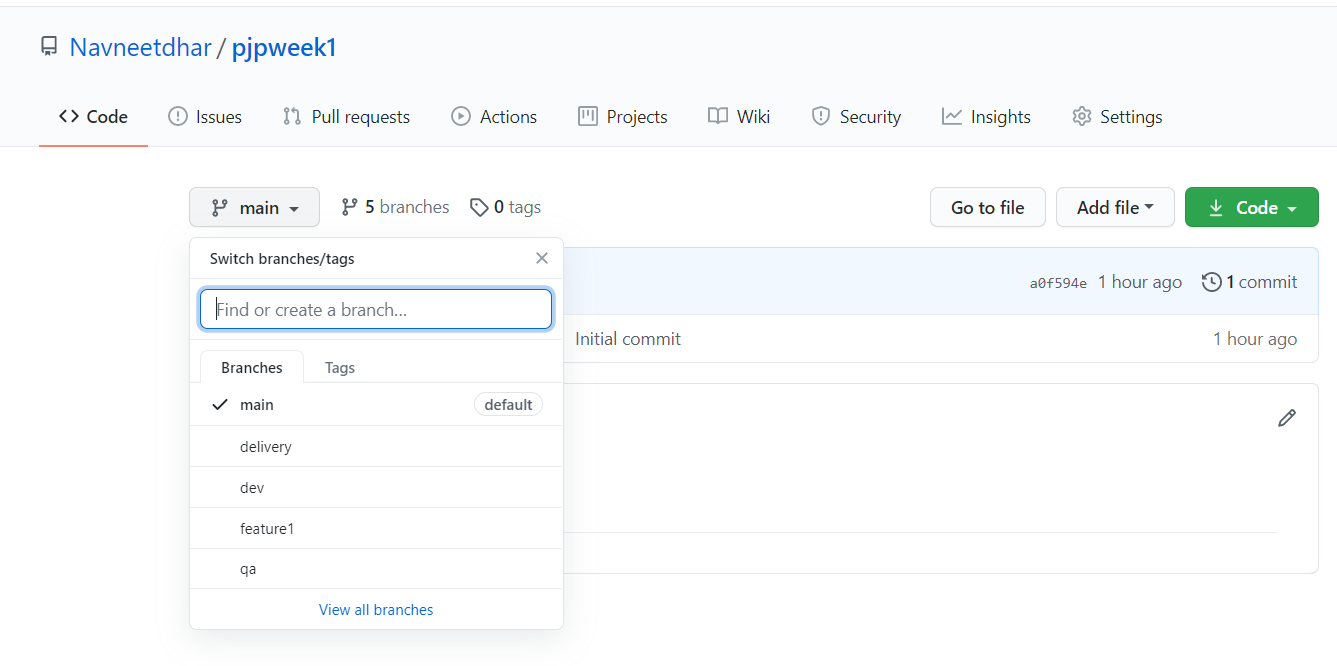 Navneetdhar / pjpweek1
Code Issues Pull requests Actions Projects Wiki Security Insights Settings
main 5 branches 0 tags Go to file Add file Code
Switch branches/tags
a0f594e 1 hour ago 1 commit
Find or create a branch...
Initial commit 1 hour ago
Branches Tags
main default
delivery
dev
feature1
qa
View all branches